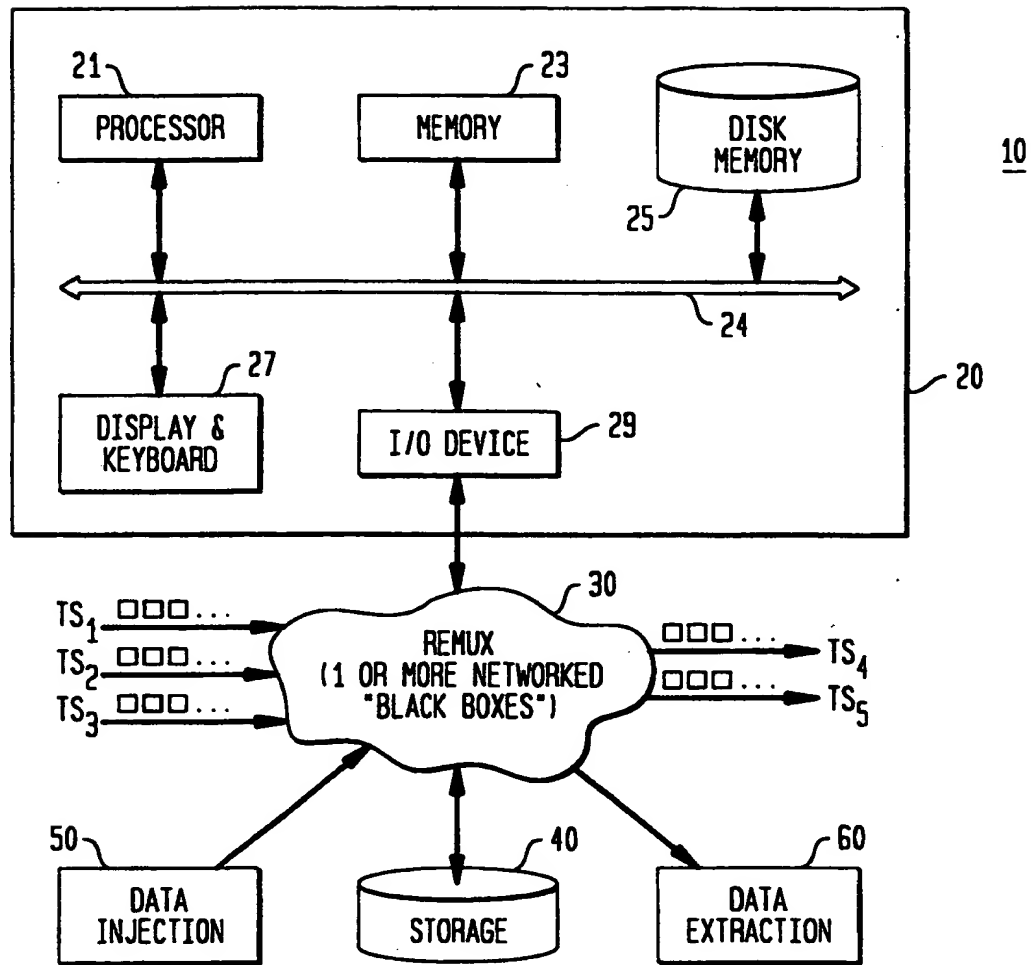 21
PROCESSOR
23
MEMORY
DISK
MEMORY
25
10
24
27
DISPLAY &
KEYBOARD
I/O DEVICE
29
20
30
TS1 ...
TS2 ...
TS3 ...
REMUX
(1 OR MORE NETWORKED
"BLACK BOXES")
... TS4
... TS5
50
DATA
INJECTION
40
STORAGE
60
DATA
EXTRACTION